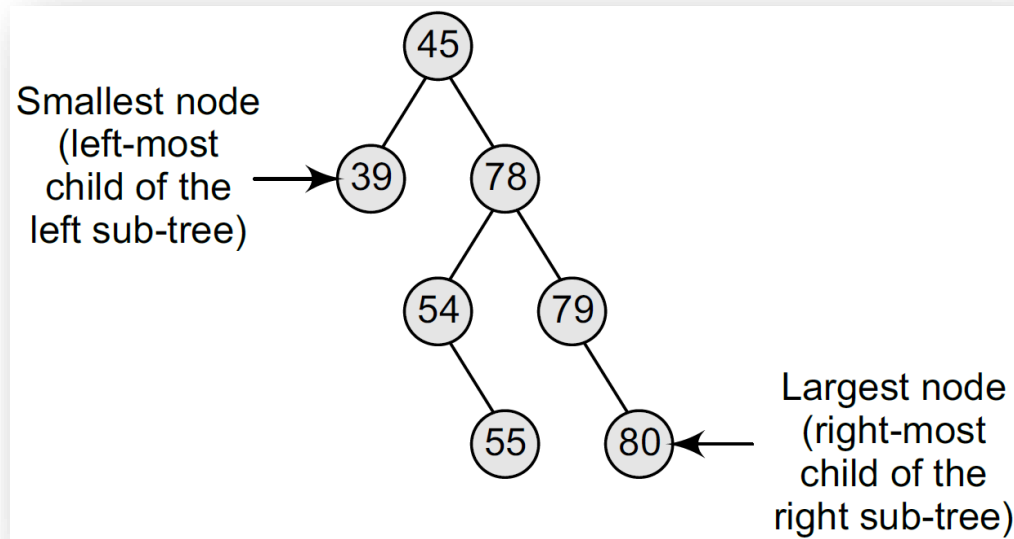 45
Smallest node
(left-most
child of the
left sub-tree)
39
78
54
79
55
80
Largest node
(right-most
child of the
right sub-tree)